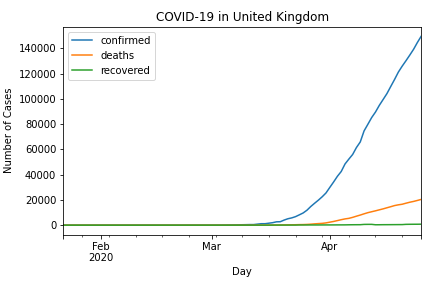 COVID-19 in United Kingdom
confirmed
deaths
recovered
140000
120000
100000
80000
60000
40000
20000
0
Number of Cases
Feb
2020
Mar
Apr
Day